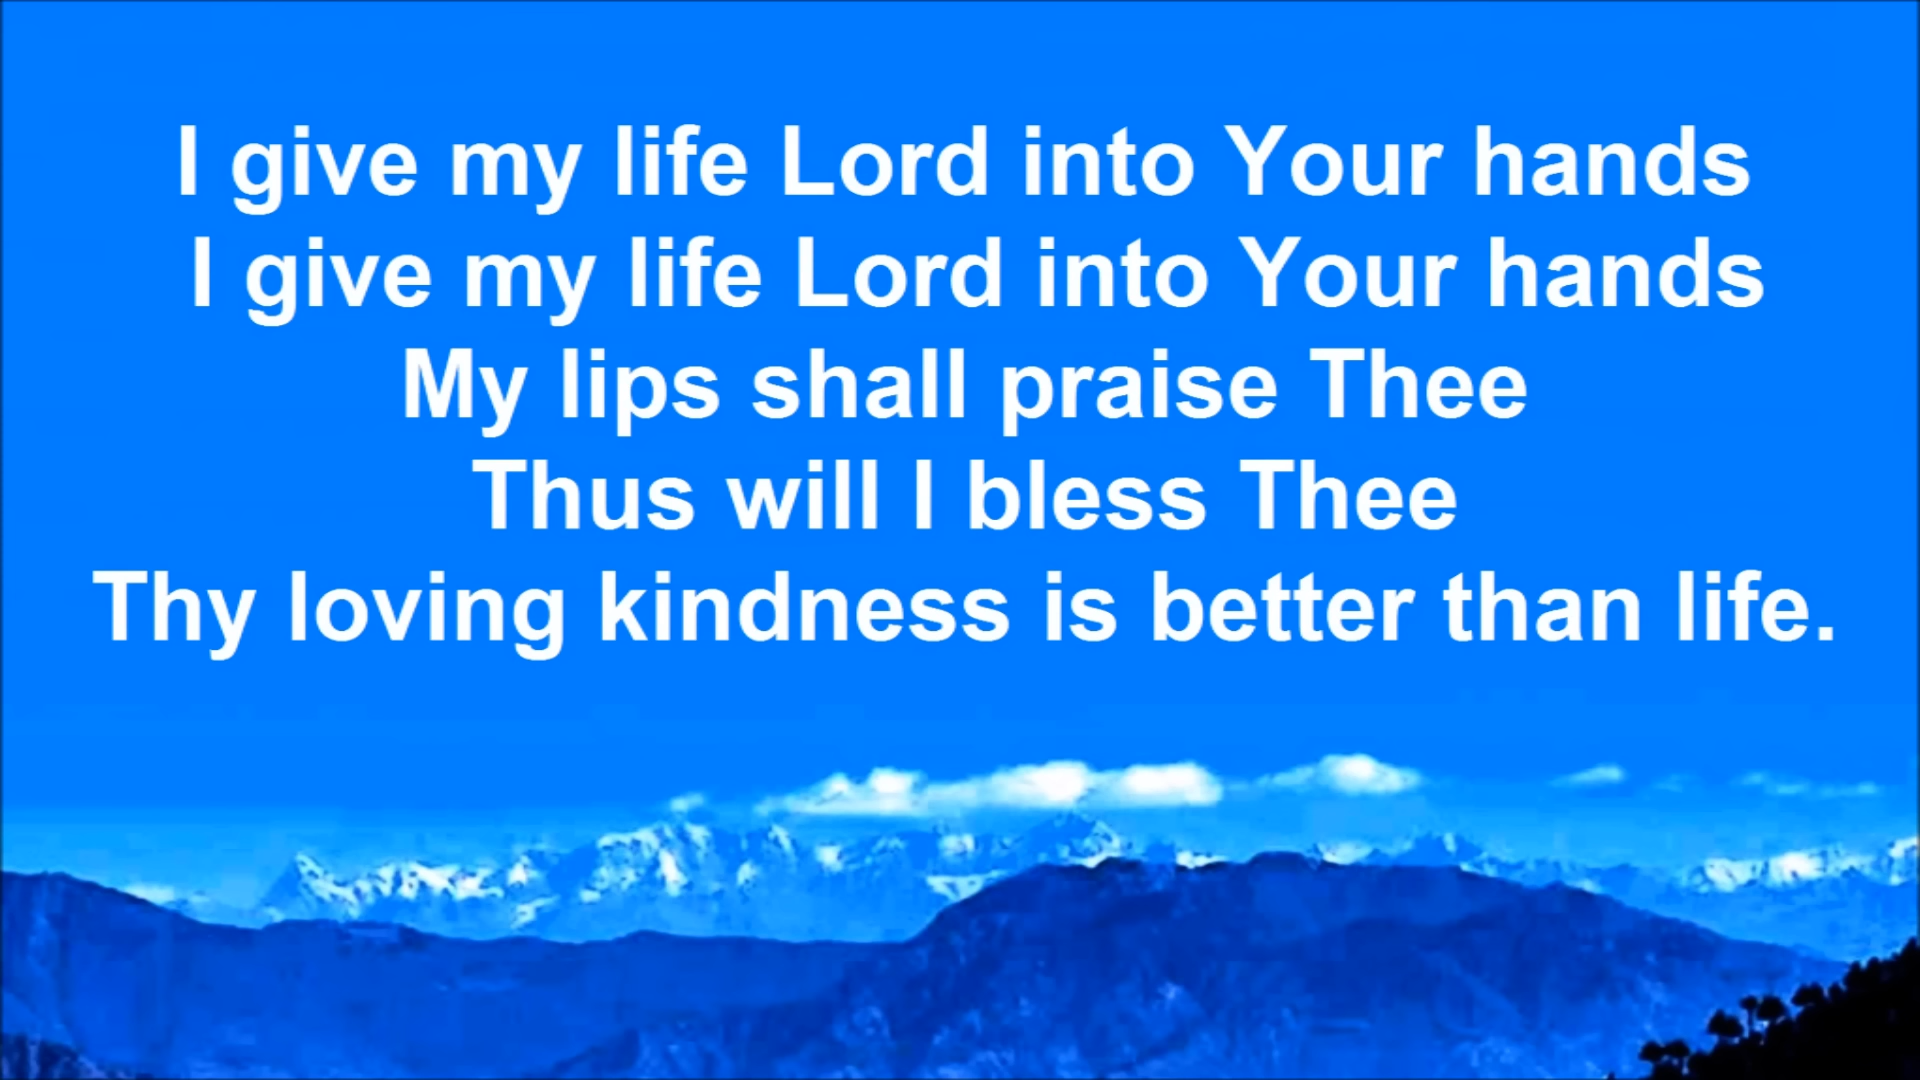 I give my life Lord into Your hands
I give my life Lord into Your hands
My lips shall praise Thee
Thus will I bless Thee
Thy loving kindness is better than life.